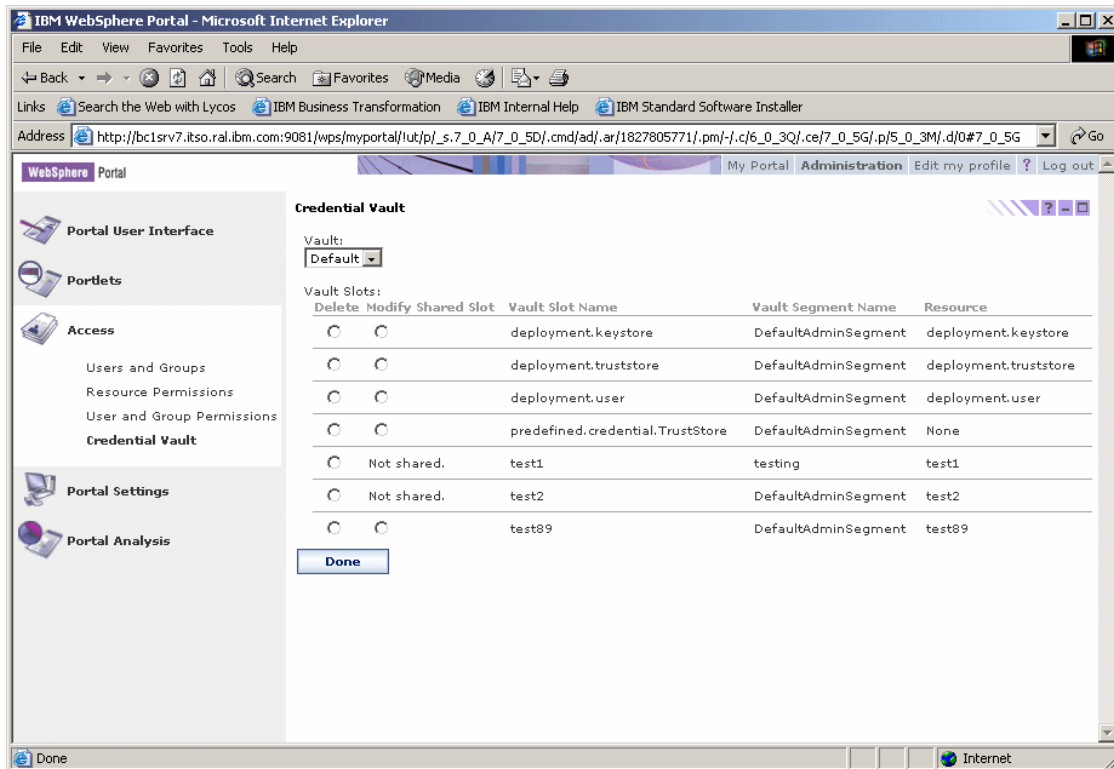 IBM WebSphere Portal - Microsoft Internet Explorer
File Edit View Favorites Tools Help
Back Search Favorites Media
Links Search the Web with Lycos IBM Business Transformation IBM Internal Help IBM Standard Software Installer
Address http://bc1srv7.itso.ral.ibm.com:9081/wps/myportal/!ut/p/_s.7_0_A/7_0_5D/.cmd/ad/.ar/1827805771/.pm/-/.c/6_0_3Q/.ce/7_0_5G/.p/5_0_3M/.d/0#7_0_5G Go
WebSphere Portal
My Portal Administration Edit my profile ? Log out
Portal User Interface
Portlets
Access
Users and Groups
Resource Permissions
User and Group Permissions
Credential Vault
Portal Settings
Portal Analysis
Credential Vault
?
Vault:
Default
Vault Slots:
Delete Modify Shared Slot Vault Slot Name Vault Segment Name Resource
deployment.keystore DefaultAdminSegment deployment.keystore
deployment.truststore DefaultAdminSegment deployment.truststore
deployment.user DefaultAdminSegment deployment.user
predefined.credential.TrustStore DefaultAdminSegment None
Not shared. test1 testing test1
Not shared. test2 DefaultAdminSegment test2
test89 DefaultAdminSegment test89
Done
Done Internet